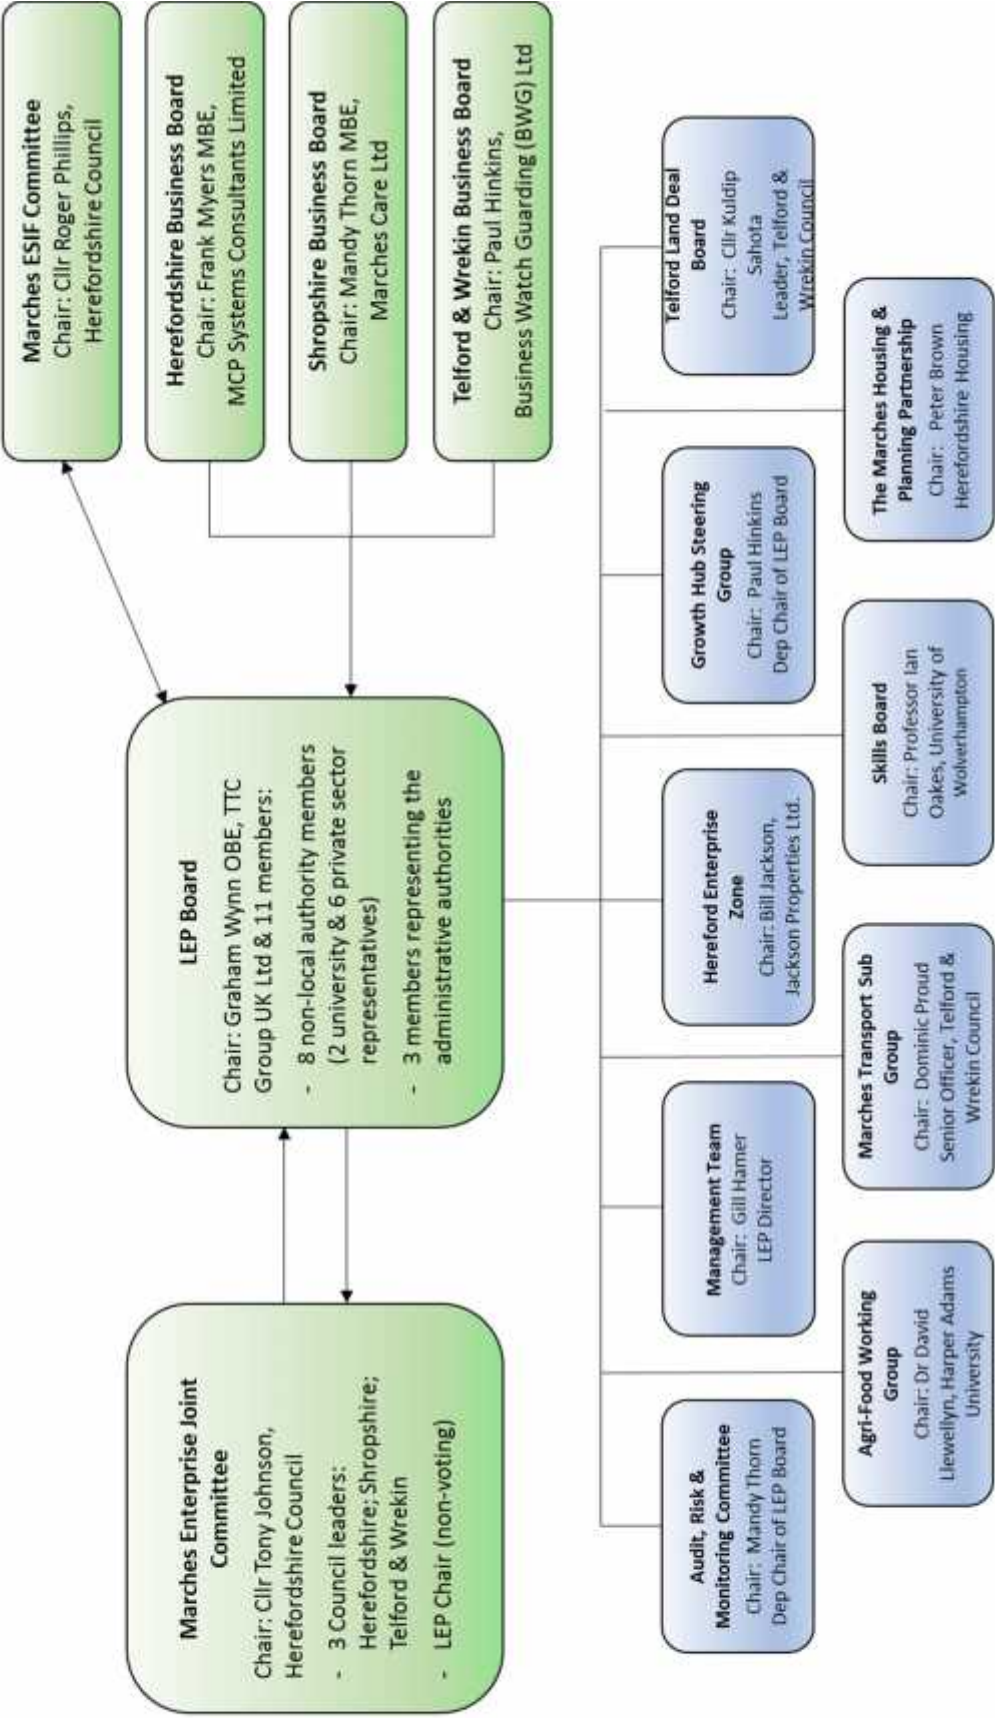 Marches Enterprise Joint
Committee
Chair: Cllr Tony Johnson,
Herefordshire Council
- 3 Council leaders:
Herefordshire; Shropshire;
Telford & Wrekin
- LEP Chair (non-voting)
LEP Board
Chair: Graham Wynn OBE, TTC
Group UK Ltd & 11 members:
- 8 non-local authority members
(2 university & 6 private sector
representatives)
- 3 members representing the
administrative authorities
Marches ESIF Committee
Chair: Cllr Roger Phillips,
Herefordshire Council
Herefordshire Business Board
Chair: Frank Myers MBE,
MCP Systems Consultants Limited
Shropshire Business Board
Chair: Mandy Thorn MBE,
Marches Care Ltd
Telford & Wrekin Business Board
Chair: Paul Hinkins,
Business Watch Guarding (BWG) Ltd
Audit, Risk &
Monitoring Committee
Chair: Mandy Thorn
Dep Chair of LEP Board
Management Team
Chair: Gill Hamer
LEP Director
Hereford Enterprise
Zone
Chair: Bill Jackson,
Jackson Properties Ltd.
Growth Hub Steering
Group
Chair: Paul Hinkins
Dep Chair of LEP Board
Telford Land Deal
Board
Chair: Cllr Kuldip
Sahota
Leader, Telford &
Wrekin Council
Agri-Food Working
Group
Chair: Dr David
Llewellyn, Harper Adams
University
Marches Transport Sub
Group
Chair: Dominic Proud
Senior Officer, Telford &
Wrekin Council
Skills Board
Chair: Professor Ian
Oakes, University of
Wolverhampton
The Marches Housing &
Planning Partnership
Chair: Peter Brown
Herefordshire Housing